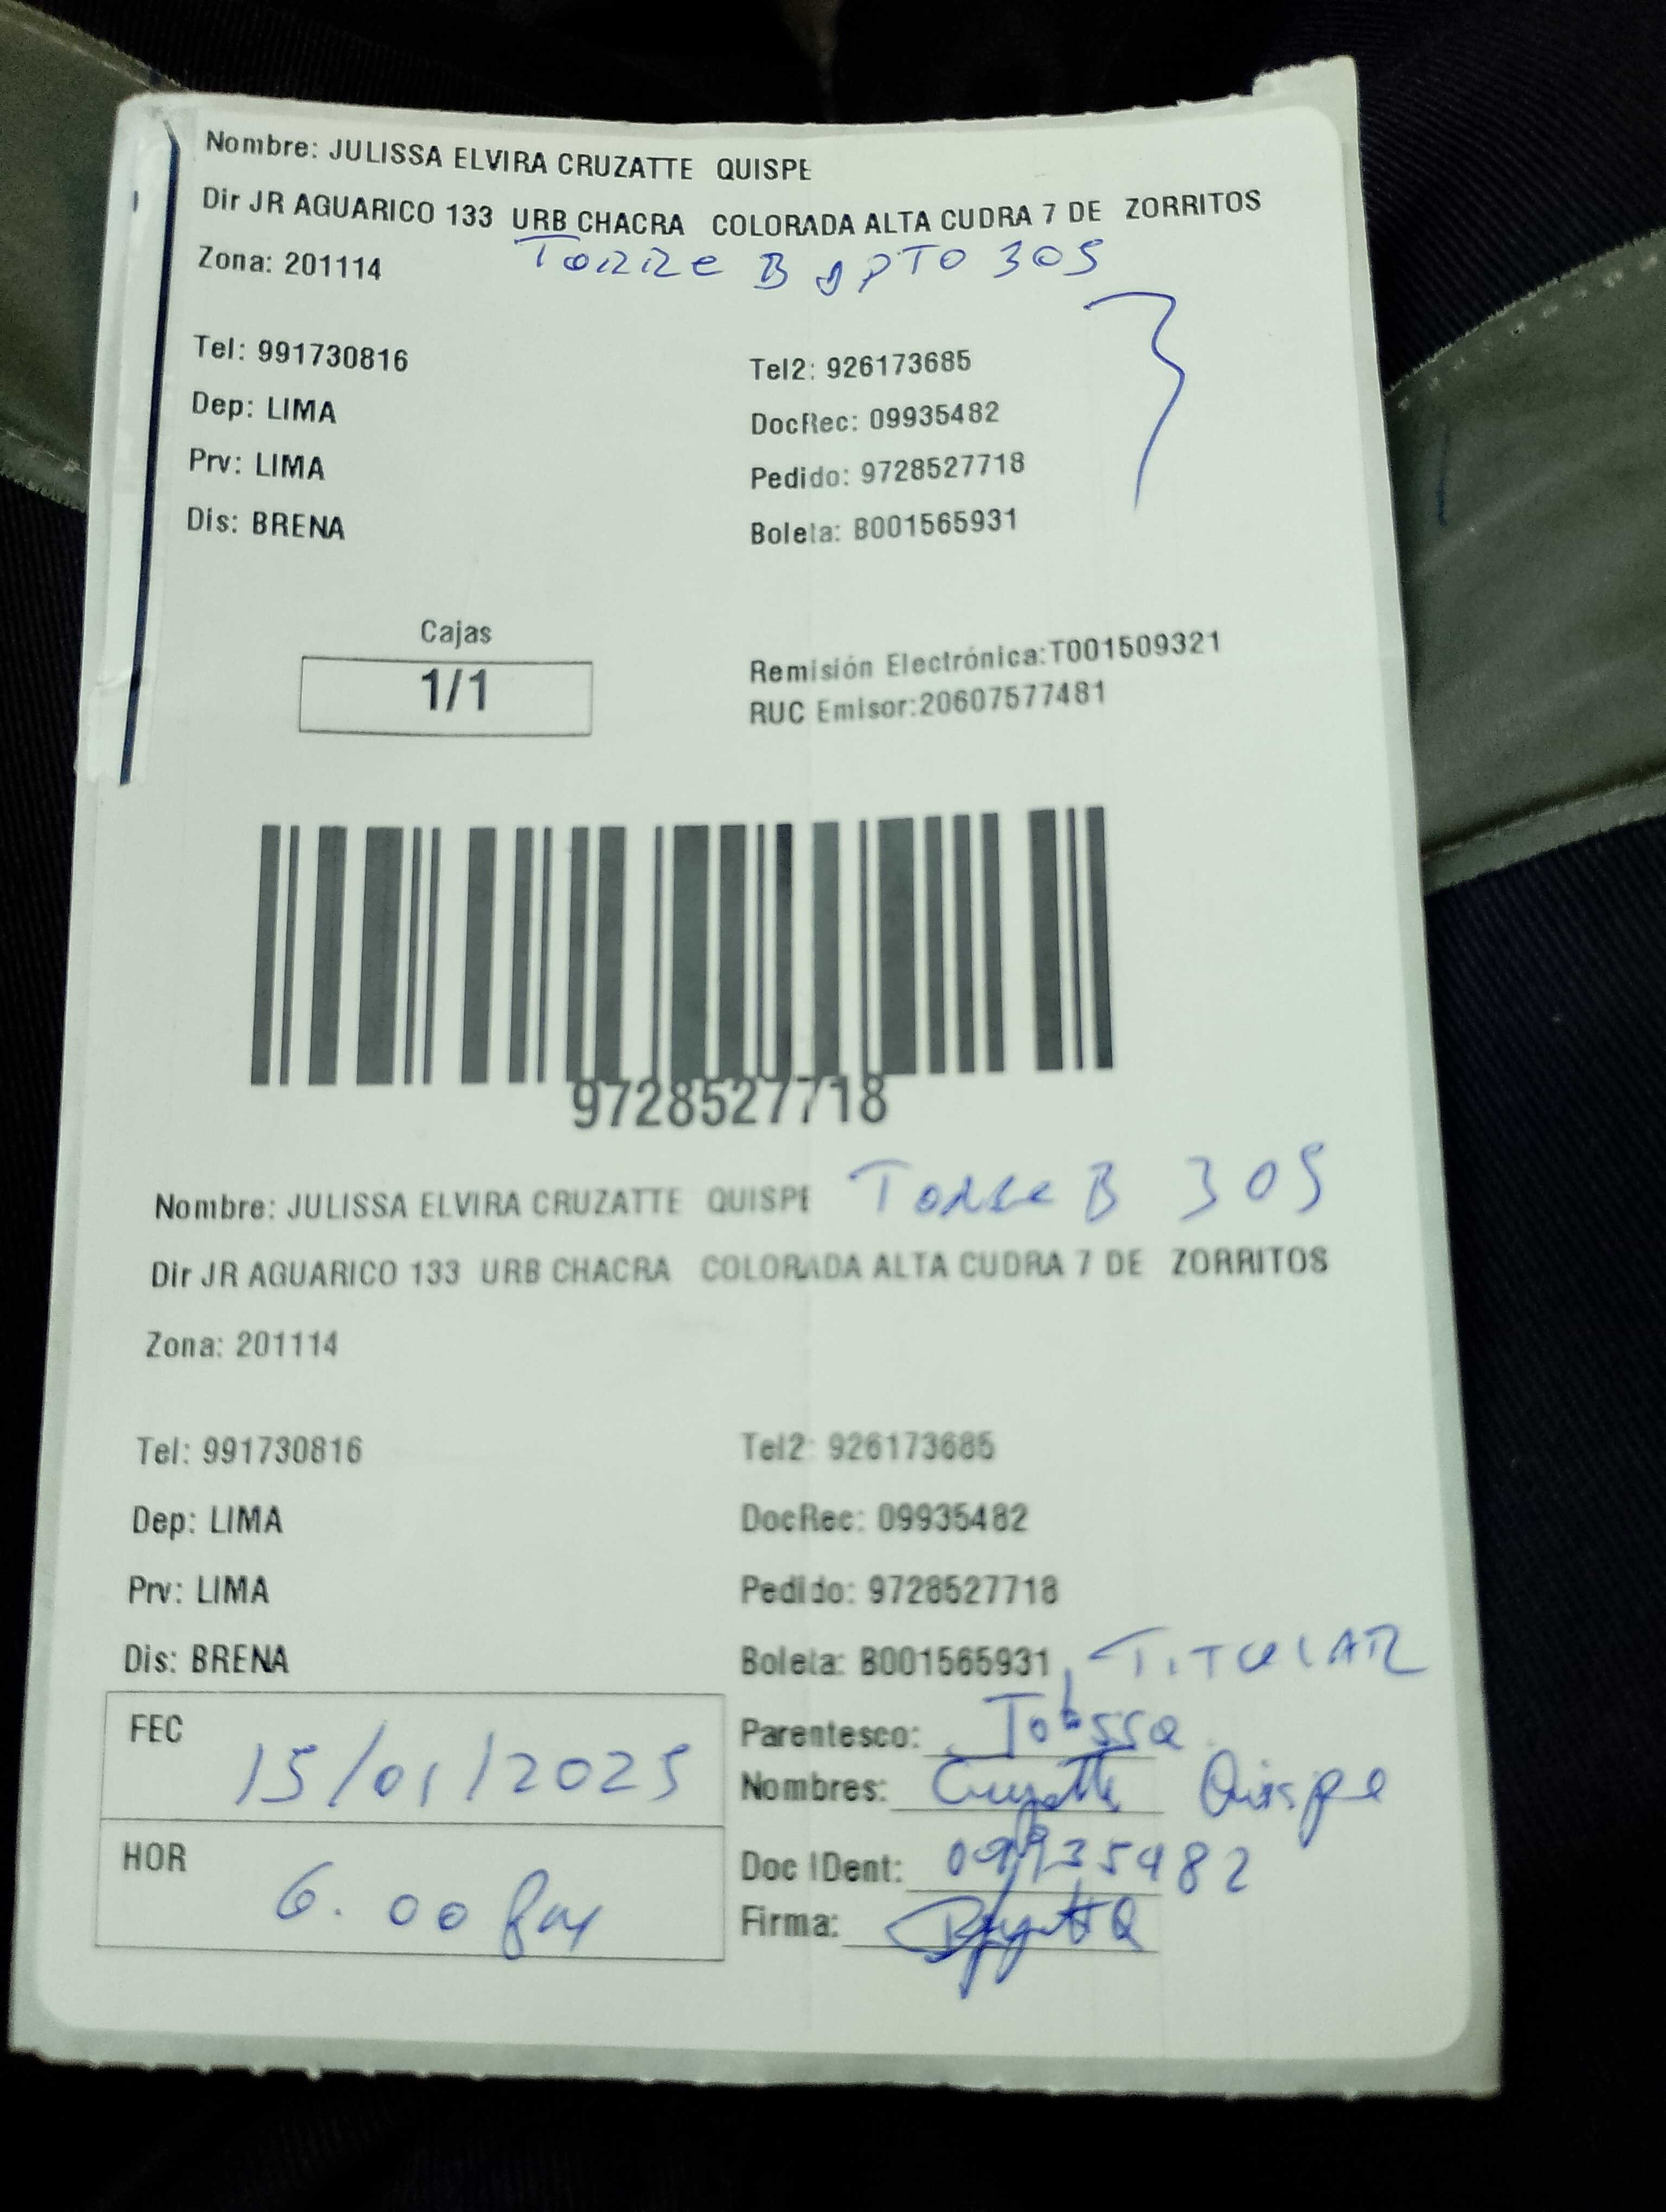 Nombre: JULISSA ELVIRA CRUZATTE QUISPE
Dir JR AGUARICO 133 URB CHACRA COLORADA ALTA CUDRA 7 DE ZORRITOS
Zona: 201114 TORRE B APTO 305
Tel: 991730816 Tel2: 926173685
Dep: LIMA DocRec: 09935482
Prv: LIMA Pedido: 9728527718
Dis: BRENA Boleta: B001565931
Cajas
1/1
Remisión Electrónica:T001509321
RUC Emisor:20607577481
9728527718
Nombre: JULISSA ELVIRA CRUZATTE QUISPE Torre B 305
Dir JR AGUARICO 133 URB CHACRA COLORADA ALTA CUDRA 7 DE ZORRITOS
Zona: 201114
Tel: 991730816 Tel2: 926173685
Dep: LIMA DocRec: 09935482
Prv: LIMA Pedido: 9728527718
Dis: BRENA Boleta: B001565931 TITULAR
FEC 15/01/2025
Parentesco:
Nombres: Quispe
HOR 6.00
Doc IDent: 09935482
Firma: